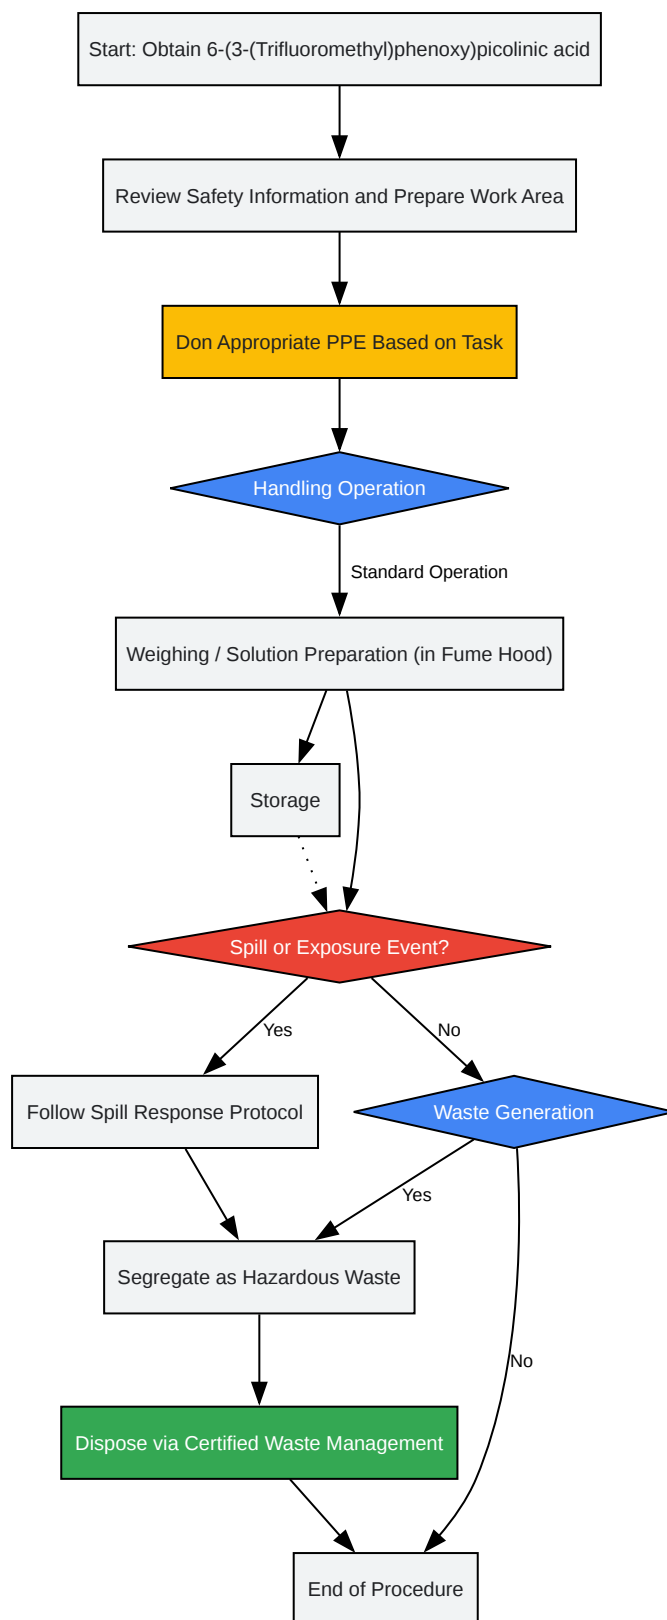 Start: Obtain 6-(3-(Trifluoromethyl)phenoxy)picolinic acid
Review Safety Information and Prepare Work Area
Don Appropriate PPE Based on Task
Handling Operation
Standard Operation
Weighing / Solution Preparation (in Fume Hood)
Storage
Spill or Exposure Event?
Yes
No
Follow Spill Response Protocol
Waste Generation
Yes
Segregate as Hazardous Waste
No
Dispose via Certified Waste Management
End of Procedure